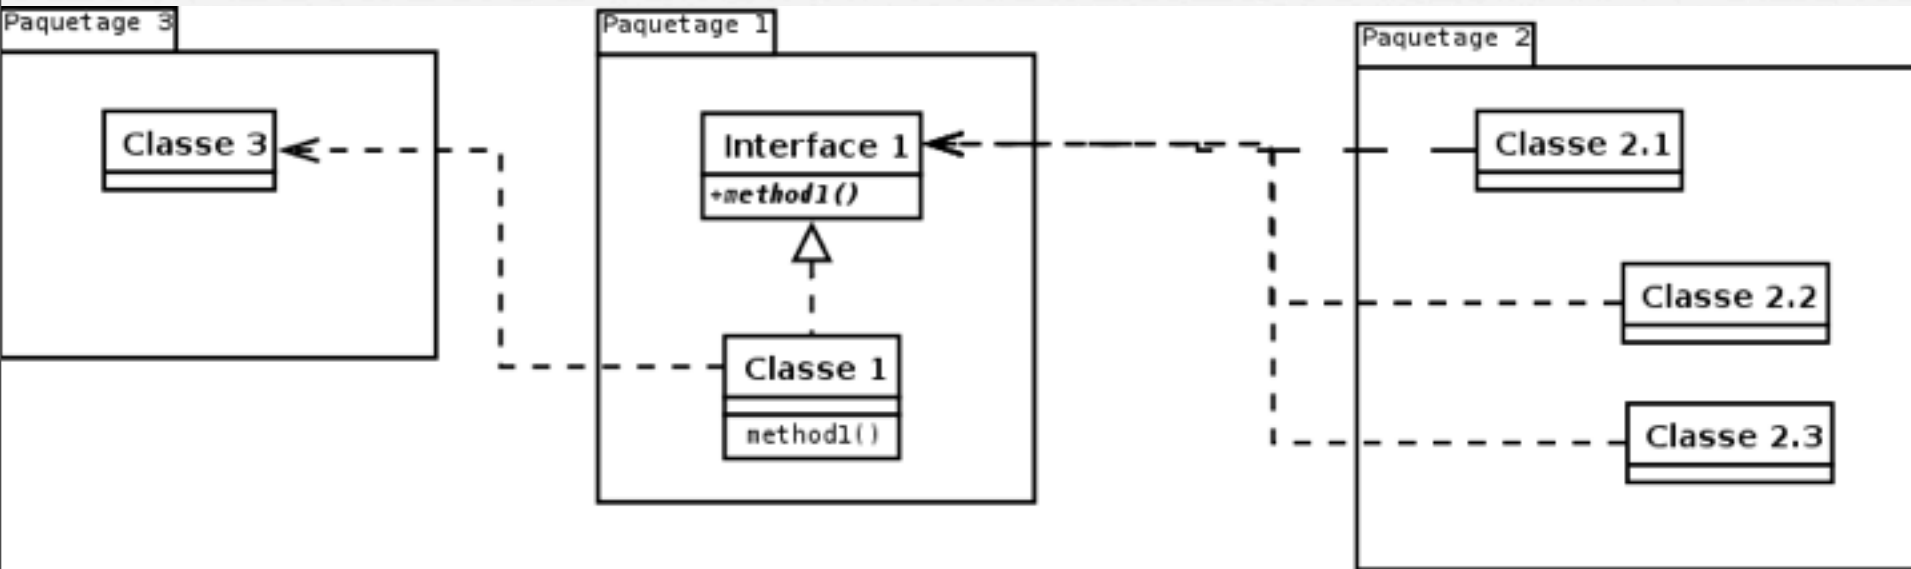 Paquetage 3
Classe 3
Paquetage 1
Interface 1
+method1()
Classe 1
method1()
Paquetage 2
Classe 2.1
Classe 2.2
Classe 2.3